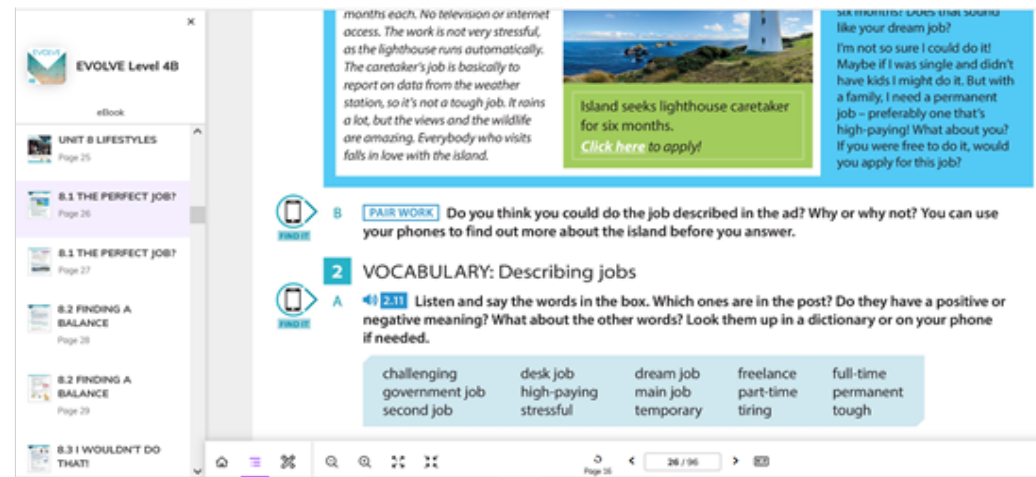 ×
EVOLVE
EVOLVE Level 4B
eBook
UNIT 8 LIFESTYLES
Page 25
8.1 THE PERFECT JOB?
Page 26
8.1 THE PERFECT JOB?
Page 27
8.2 FINDING A
BALANCE
Page 28
8.2 FINDING A
BALANCE
Page 29
8.3 I WOULDN'T DO
THAT!
months each. No television or internet
access. The work is not very stressful,
as the lighthouse runs automatically.
The caretaker's job is basically to
report on data from the weather
station, so it's not a tough job. It rains
a lot, but the views and the wildlife
are amazing. Everybody who visits
falls in love with the island.
Island seeks lighthouse caretaker
for six months.
Click here to apply!
six months? Does that sound
like your dream job?
I'm not so sure I could do it!
Maybe if I was single and didn't
have kids I might do it. But with
a family, I need a permanent
job – preferably one that's
high-paying! What about you?
If you were free to do it, would
you apply for this job?
FIND IT
B PAIR WORK Do you think you could do the job described in the ad? Why or why not? You can use
your phones to find out more about the island before you answer.
2 VOCABULARY: Describing jobs
FIND IT
A 2.11 Listen and say the words in the box. Which ones are in the post? Do they have a positive or
negative meaning? What about the other words? Look them up in a dictionary or on your phone
if needed.
challenging desk job dream job freelance full-time
government job high-paying main job part-time permanent
second job stressful temporary tiring tough
Page 26
26 / 96